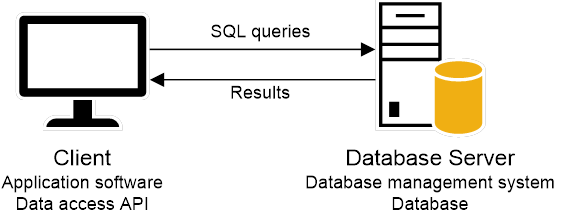 SQL queries
Results
Client
Application software
Data access API
Database Server
Database management system
Database